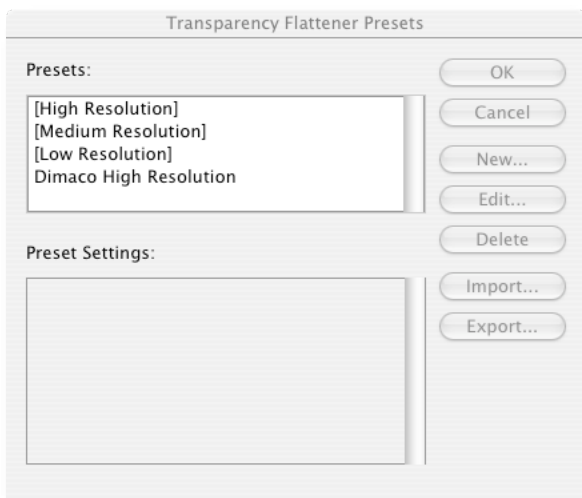 Transparency Flattener Presets
Presets:
[High Resolution]
[Medium Resolution]
[Low Resolution]
Dimaco High Resolution
Preset Settings:
OK
Cancel
New...
Edit...
Delete
Import...
Export...